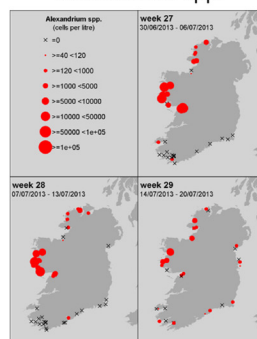 Alexandrium spp.
(cells per litre)
× =0
>=40 <120
>=120 <1000
>=1000 <5000
>=5000 <10000
>=10000 <50000
>=50000 <1e+05
>=1e+05
week 27
30/06/2013 - 06/07/2013
week 28
07/07/2013 - 13/07/2013
week 29
14/07/2013 - 20/07/2013